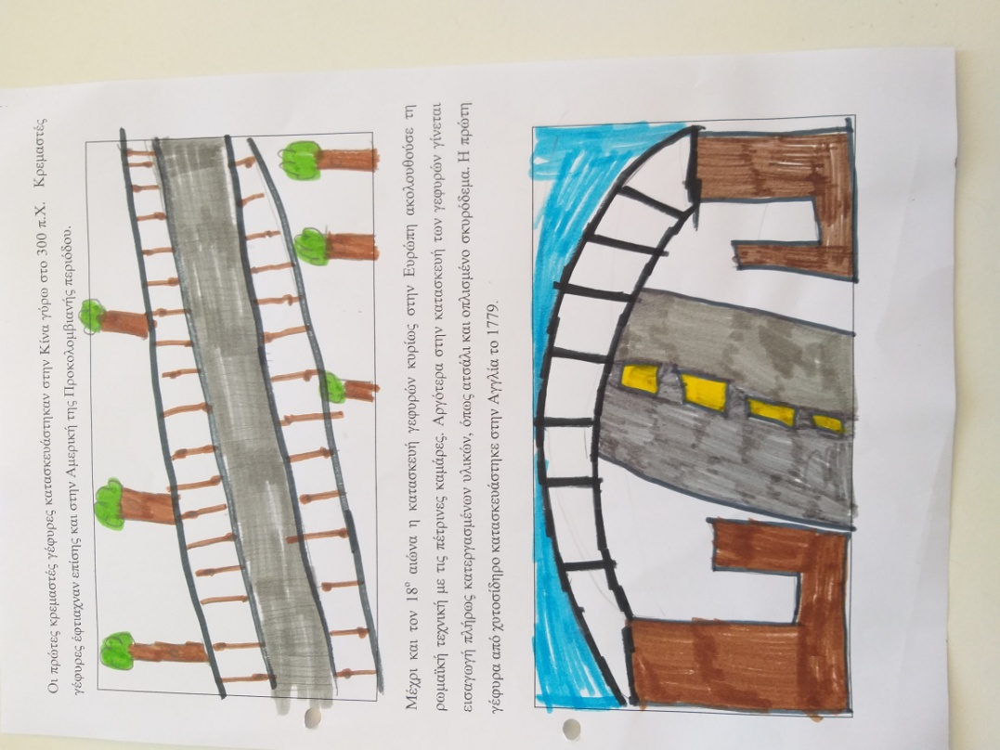 Οι πρώτες κρεμαστές γέφυρες κατασκευάστηκαν στην Κίνα γύρω στο 300 π.Χ. Κρεμαστές
γέφυρες έφτιαχναν επίσης και στην Αμερική της Προκολομβιανής περιόδου.
Μέχρι και τον 18ο αιώνα η κατασκευή γεφυρών κυρίως στην Ευρώπη ακολουθούσε τη
ρωμαϊκή τεχνική με τις πέτρινες καμάρες. Αργότερα στην κατασκευή των γεφυρών γίνεται
εισαγωγή πλήρως κατεργασμένων υλικών, όπως ατσάλι και οπλισμένο σκυρόδεμα. Η πρώτη
γέφυρα από χυτοσίδηρο κατασκευάστηκε στην Αγγλία το 1779.